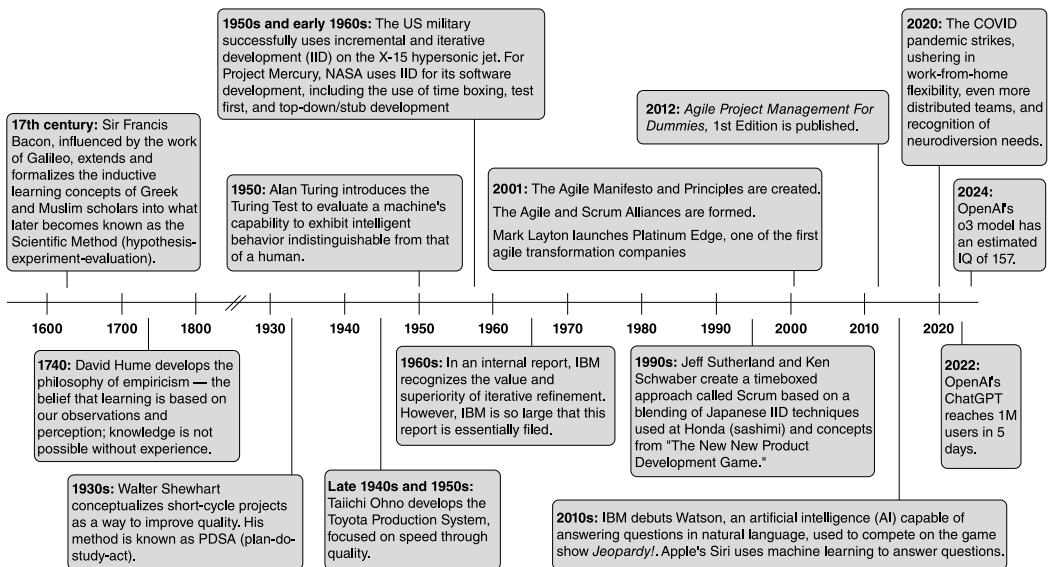 1950s and early 1960s: The US military
successfully uses incremental and iterative
development (IID) on the X-15 hypersonic jet. For
Project Mercury, NASA uses IID for its software
development, including the use of time boxing, test
first, and top-down/stub development
2020: The COVID
pandemic strikes,
ushering in
work-from-home
flexibility, even more
distributed teams, and
recognition of
neurodiversion needs.
17th century: Sir Francis
Bacon, influenced by the work
of Galileo, extends and
formalizes the inductive
learning concepts of Greek
and Muslim scholars into what
later becomes known as the
Scientific Method (hypothesis-
experiment-evaluation).
2012: Agile Project Management For
Dummies, 1st Edition is published.
1950: Alan Turing introduces the
Turing Test to evaluate a machine's
capability to exhibit intelligent
behavior indistinguishable from that
of a human.
2001: The Agile Manifesto and Principles are created.
The Agile and Scrum Alliances are formed.
Mark Layton launches Platinum Edge, one of the first
agile transformation companies
2024:
OpenAI's
o3 model has
an estimated
IQ of 157.
1600 1700 1800 1930 1940 1950 1960 1970 1980 1990 2000 2010 2020
1740: David Hume develops the
philosophy of empiricism — the
belief that learning is based on
our observations and
perception; knowledge is not
possible without experience.
1960s: In an internal report, IBM
recognizes the value and
superiority of iterative refinement.
However, IBM is so large that this
report is essentially filed.
1990s: Jeff Sutherland and Ken
Schwaber create a timeboxed
approach called Scrum based on a
blending of Japanese IID techniques
used at Honda (sashimi) and concepts
from "The New New Product
Development Game."
2022:
OpenAI's
ChatGPT
reaches 1M
users in 5
days.
1930s: Walter Shewhart
conceptualizes short-cycle projects
as a way to improve quality. His
method is known as PDSA (plan-do-
study-act).
Late 1940s and 1950s:
Taiichi Ohno develops the
Toyota Production System,
focused on speed through
quality.
2010s: IBM debuts Watson, an artificial intelligence (AI) capable of
answering questions in natural language, used to compete on the game
show Jeopardy!. Apple's Siri uses machine learning to answer questions.